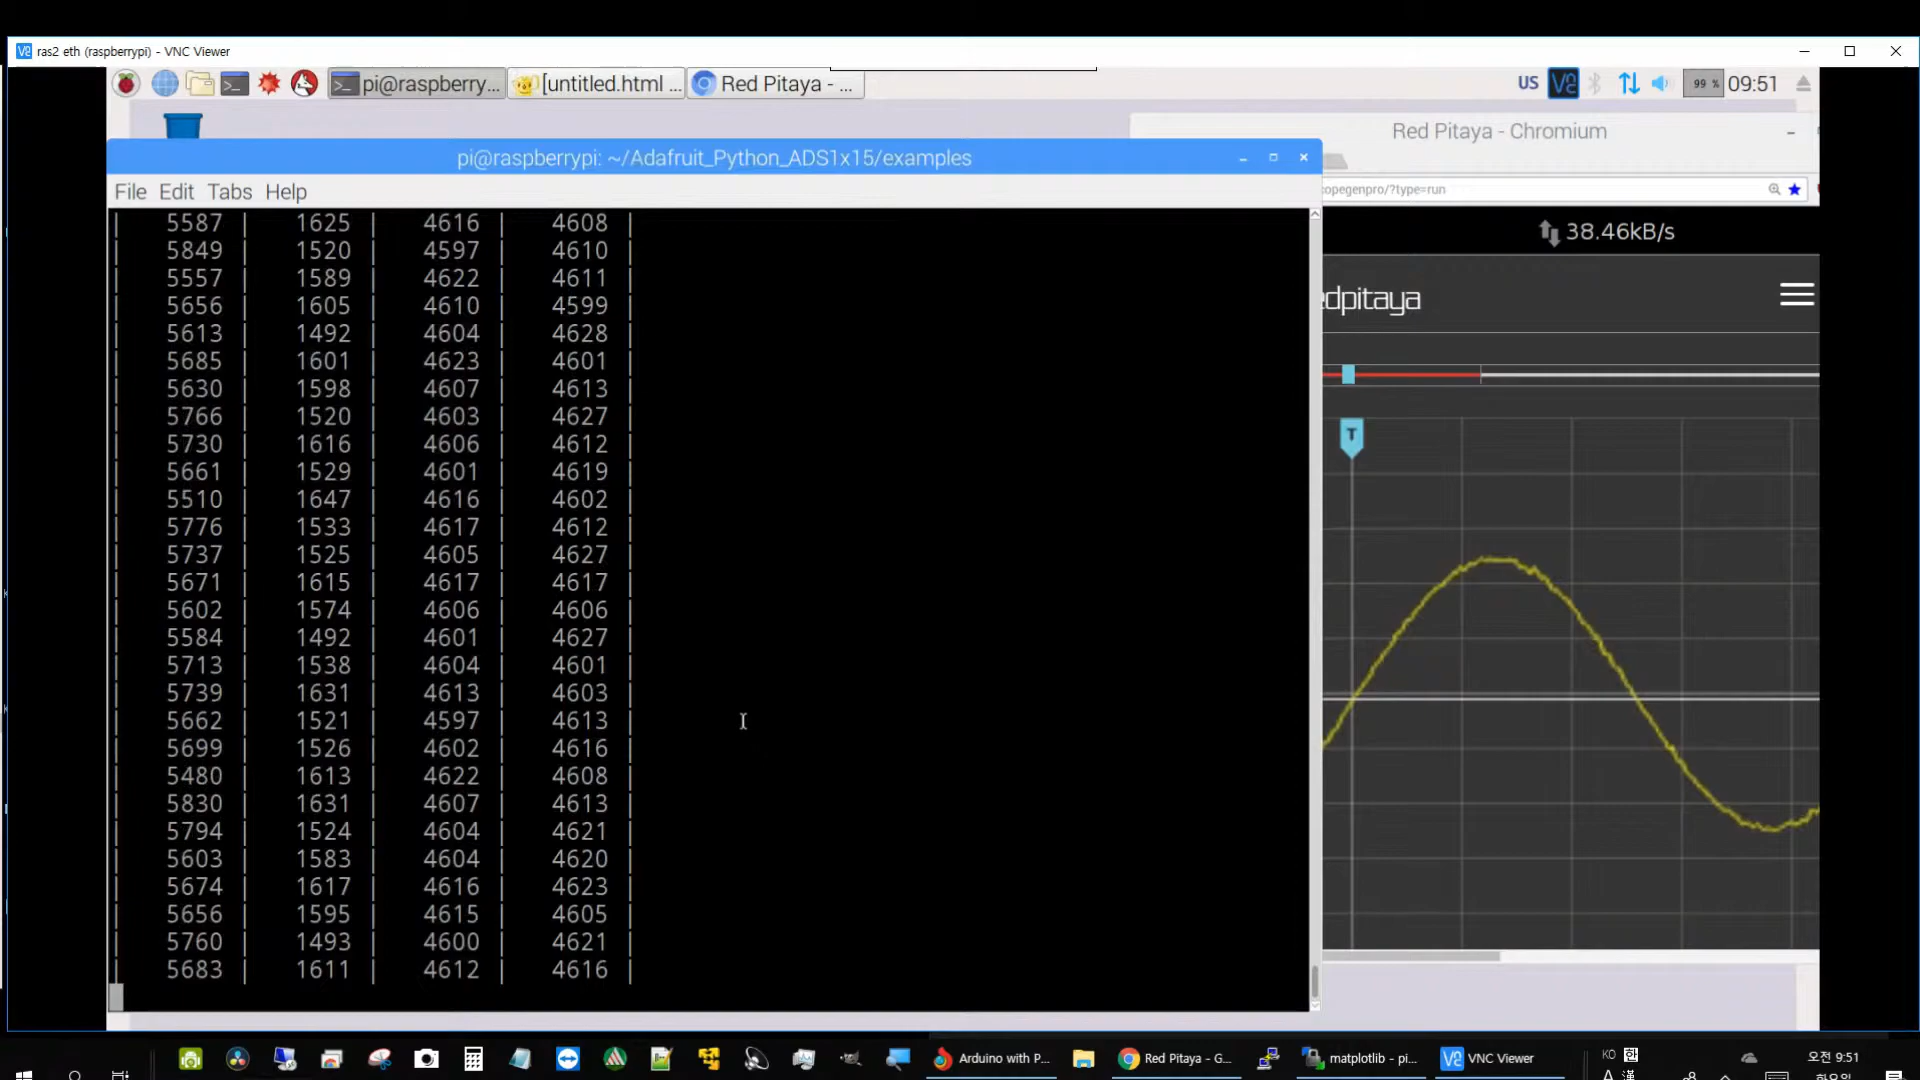 ras2 eth (raspberrypi) - VNC Viewer
pi@raspberry... [untitled.html ... Red Pitaya - ... US 99 % 09:51
Red Pitaya - Chromium
pi@raspberrypi: ~/Adafruit_Python_ADS1x15/examples
opegenpro/?type=run
File Edit Tabs Help
38.46kB/s
edpitaya
T
| 5587 | 1625 | 4616 | 4608 |
| 5849 | 1520 | 4597 | 4610 |
| 5557 | 1589 | 4622 | 4611 |
| 5656 | 1605 | 4610 | 4599 |
| 5613 | 1492 | 4604 | 4628 |
| 5685 | 1601 | 4623 | 4601 |
| 5630 | 1598 | 4607 | 4613 |
| 5766 | 1520 | 4603 | 4627 |
| 5730 | 1616 | 4606 | 4612 |
| 5661 | 1529 | 4601 | 4619 |
| 5510 | 1647 | 4616 | 4602 |
| 5776 | 1533 | 4617 | 4612 |
| 5737 | 1525 | 4605 | 4627 |
| 5671 | 1615 | 4617 | 4617 |
| 5602 | 1574 | 4606 | 4606 |
| 5584 | 1492 | 4601 | 4627 |
| 5713 | 1538 | 4604 | 4601 |
| 5739 | 1631 | 4613 | 4603 |
| 5662 | 1521 | 4597 | 4613 |
| 5699 | 1526 | 4602 | 4616 |
| 5480 | 1613 | 4622 | 4608 |
| 5830 | 1631 | 4607 | 4613 |
| 5794 | 1524 | 4604 | 4621 |
| 5603 | 1583 | 4604 | 4620 |
| 5674 | 1617 | 4616 | 4623 |
| 5656 | 1595 | 4615 | 4605 |
| 5760 | 1493 | 4600 | 4621 |
| 5683 | 1611 | 4612 | 4616 |
Arduino with P... Red Pitaya - G... matplotlib - pi... VNC Viewer KO 한 오전 9:51
A 漢